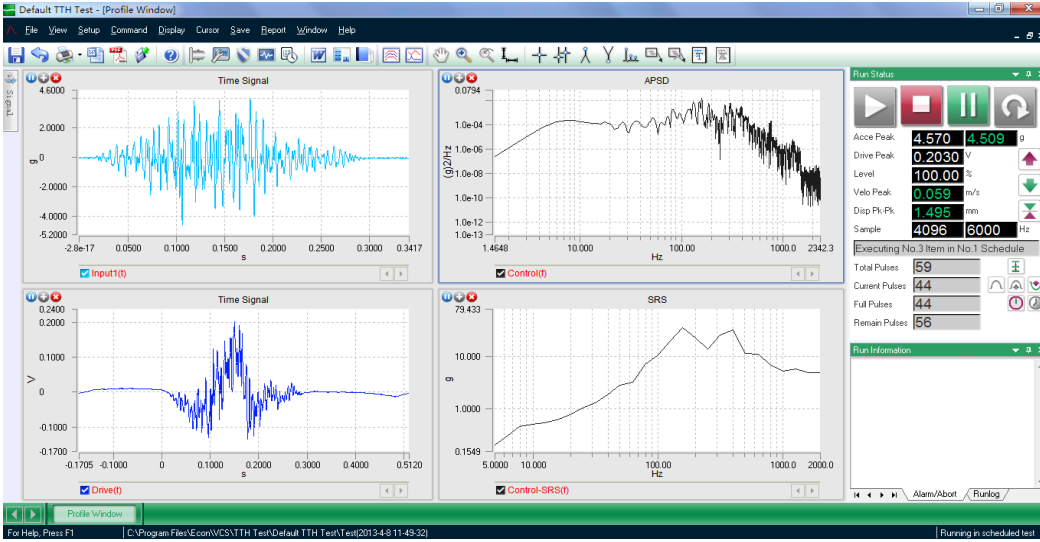 Default TTH Test - [Profile Window]
File View Setup Command Display Cursor Save Report Window Help
Signal
Time Signal
4.6000
2.0000
0
-2.0000
-4.0000
-5.2000
g
-2.8e-17 0.0500 0.1000 0.1500 0.2000 0.2500 0.3000 0.3417
s
Input1(t)
APSD
0.0794
1.0e-04
1.0e-06
1.0e-08
1.0e-10
1.0e-12
1.0e-13
(g)2/Hz
1.4648 10.000 100.00 1000.0 2342.3
Hz
Control(f)
Time Signal
0.2400
0.2000
0.1000
0
-0.1000
-0.1700
V
-0.1705 -0.1000 0 0.1000 0.2000 0.3000 0.4000 0.5120
s
Drive(t)
SRS
79.433
10.000
1.0000
0.1549
g
5.0000 10.000 100.00 1000.0 2000.0
Hz
Control-SRS(f)
Run Status
Acce Peak 4.570 4.509 g
Drive Peak 0.2030 V
Level 100.00 %
Velo Peak 0.059 m/s
Disp Pk-Pk 1.495 mm
Sample 4096 6000 Hz
Executing No.3 Item in No.1 Schedule
Total Pulses 59
Current Pulses 44
Full Pulses 44
Remain Pulses 56
Run Information
Alarm/Abort Runlog
Profile Window
For Help, Press F1 C:\Program Files\Econ\VCS\TTH Test\Default TTH Test\Test(2013-4-8 11-49-32) Running in scheduled test